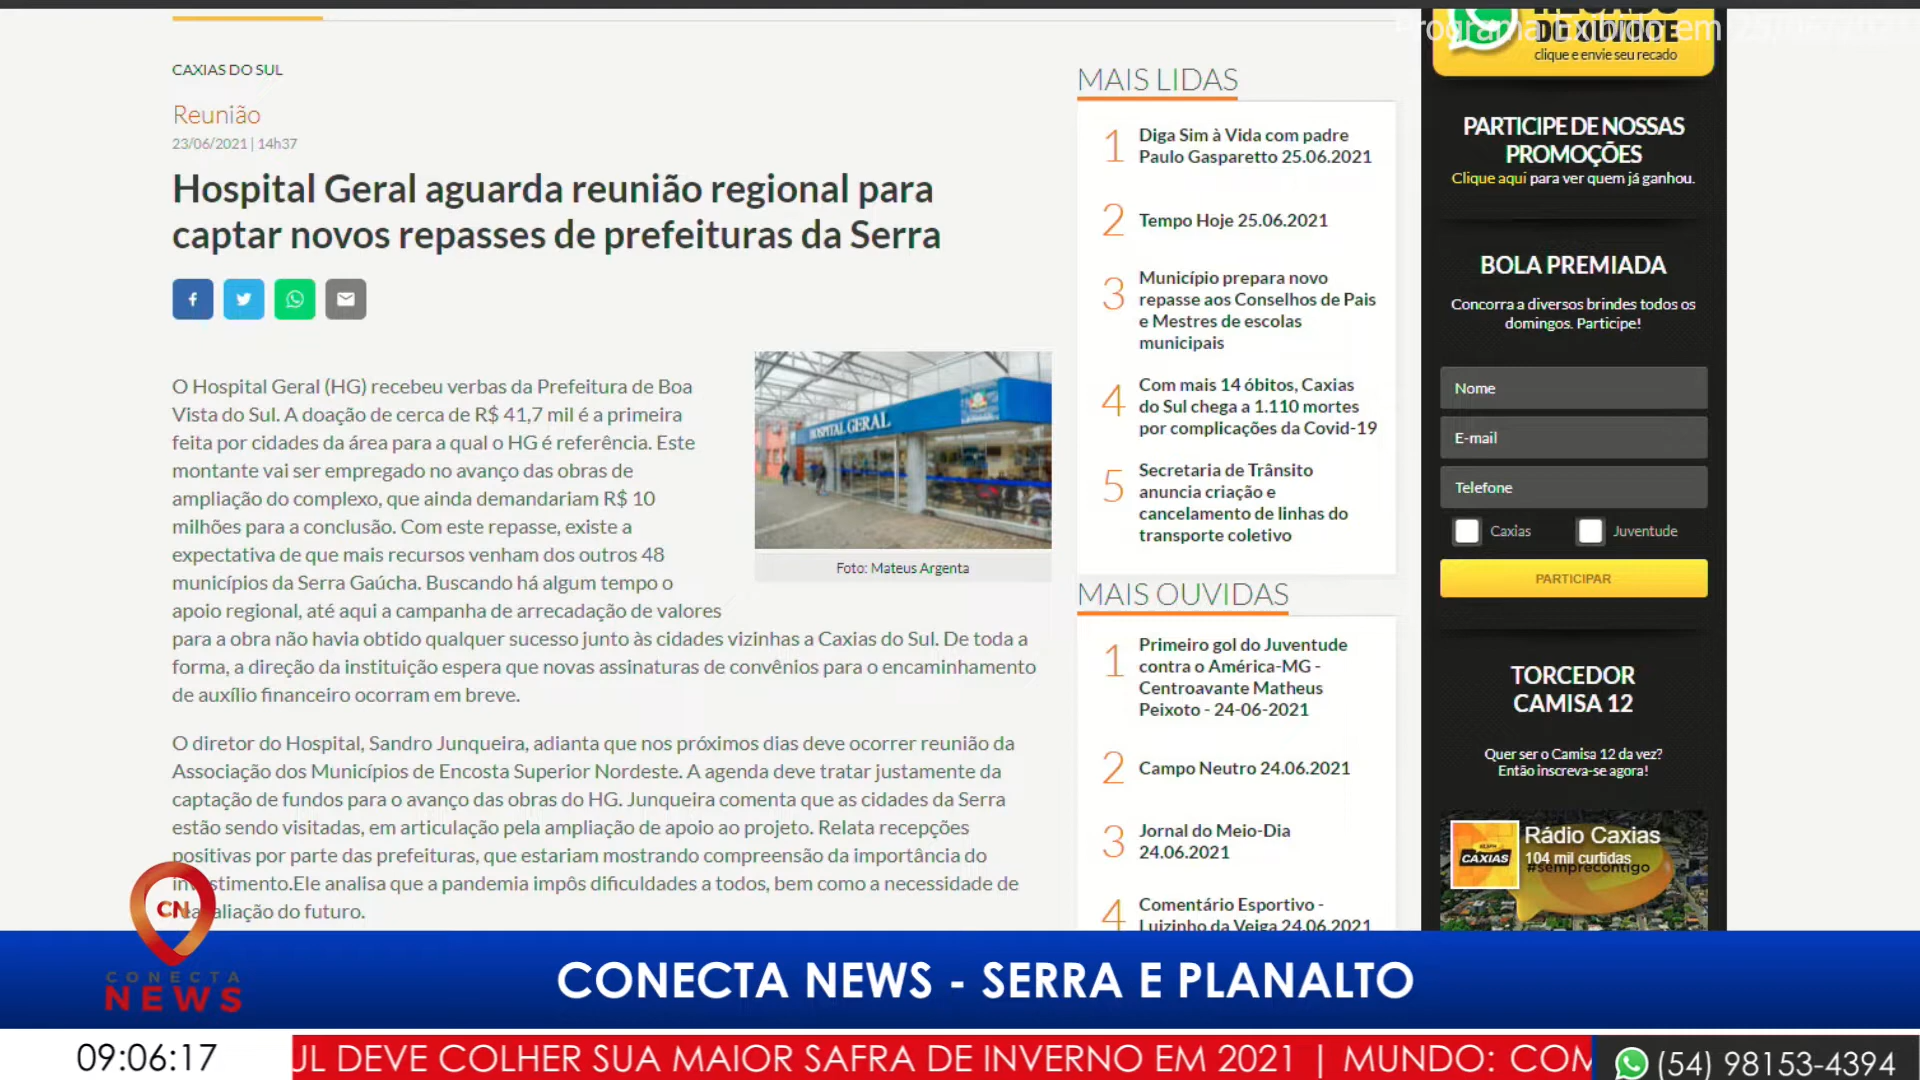 Programa Exibido em
DE OUVINTE
clique e envie seu recado
CAXIAS DO SUL
Reunião
23/06/2021 | 14h37
Hospital Geral aguarda reunião regional para
captar novos repasses de prefeituras da Serra
O Hospital Geral (HG) recebeu verbas da Prefeitura de Boa
Vista do Sul. A doação de cerca de R$ 41,7 mil é a primeira
feita por cidades da área para a qual o HG é referência. Este
montante vai ser empregado no avanço das obras de
ampliação do complexo, que ainda demandariam R$ 10
milhões para a conclusão. Com este repasse, existe a
expectativa de que mais recursos venham dos outros 48
municípios da Serra Gaúcha. Buscando há algum tempo o
apoio regional, até aqui a campanha de arrecadação de valores
para a obra não havia obtido qualquer sucesso junto às cidades vizinhas a Caxias do Sul. De toda a
forma, a direção da instituição espera que novas assinaturas de convênios para o encaminhamento
de auxílio financeiro ocorram em breve.
HOSPITAL GERAL
Foto: Mateus Argenta
O diretor do Hospital, Sandro Junqueira, adianta que nos próximos dias deve ocorrer reunião da
Associação dos Municípios de Encosta Superior Nordeste. A agenda deve tratar justamente da
captação de fundos para o avanço das obras do HG. Junqueira comenta que as cidades da Serra
estão sendo visitadas, em articulação pela ampliação de apoio ao projeto. Relata recepções
positivas por parte das prefeituras, que estariam mostrando compreensão da importância do
investimento.Ele analisa que a pandemia impôs dificuldades a todos, bem como a necessidade de
reavaliação do futuro.
MAIS LIDAS
1 Diga Sim à Vida com padre
Paulo Gasparetto 25.06.2021
2 Tempo Hoje 25.06.2021
3 Município prepara novo
repasse aos Conselhos de Pais
e Mestres de escolas
municipais
4 Com mais 14 óbitos, Caxias
do Sul chega a 1.110 mortes
por complicações da Covid-19
5 Secretaria de Trânsito
anuncia criação e
cancelamento de linhas do
transporte coletivo
MAIS OUVIDAS
1 Primeiro gol do Juventude
contra o América-MG -
Centroavante Matheus
Peixoto - 24-06-2021
2 Campo Neutro 24.06.2021
3 Jornal do Meio-Dia
24.06.2021
4 Comentário Esportivo -
Luizinho da Veiga 24.06.2021
PARTICIPE DE NOSSAS
PROMOÇÕES
Clique aqui para ver quem já ganhou.
BOLA PREMIADA
Concorra a diversos brindes todos os
domingos. Participe!
Nome
E-mail
Telefone
Caxias Juventude
PARTICIPAR
TORCEDOR
CAMISA 12
Quer ser o Camisa 12 da vez?
Então inscreva-se agora!
CAXIAS
Rádio Caxias
104 mil curtidas
#semprecontigo
CN
CONECTA
NEWS
CONECTA NEWS - SERRA E PLANALTO
09:06:17
UL DEVE COLHER SUA MAIOR SAFRA DE INVERNO EM 2021 | MUNDO: COM
(54) 98153-4394